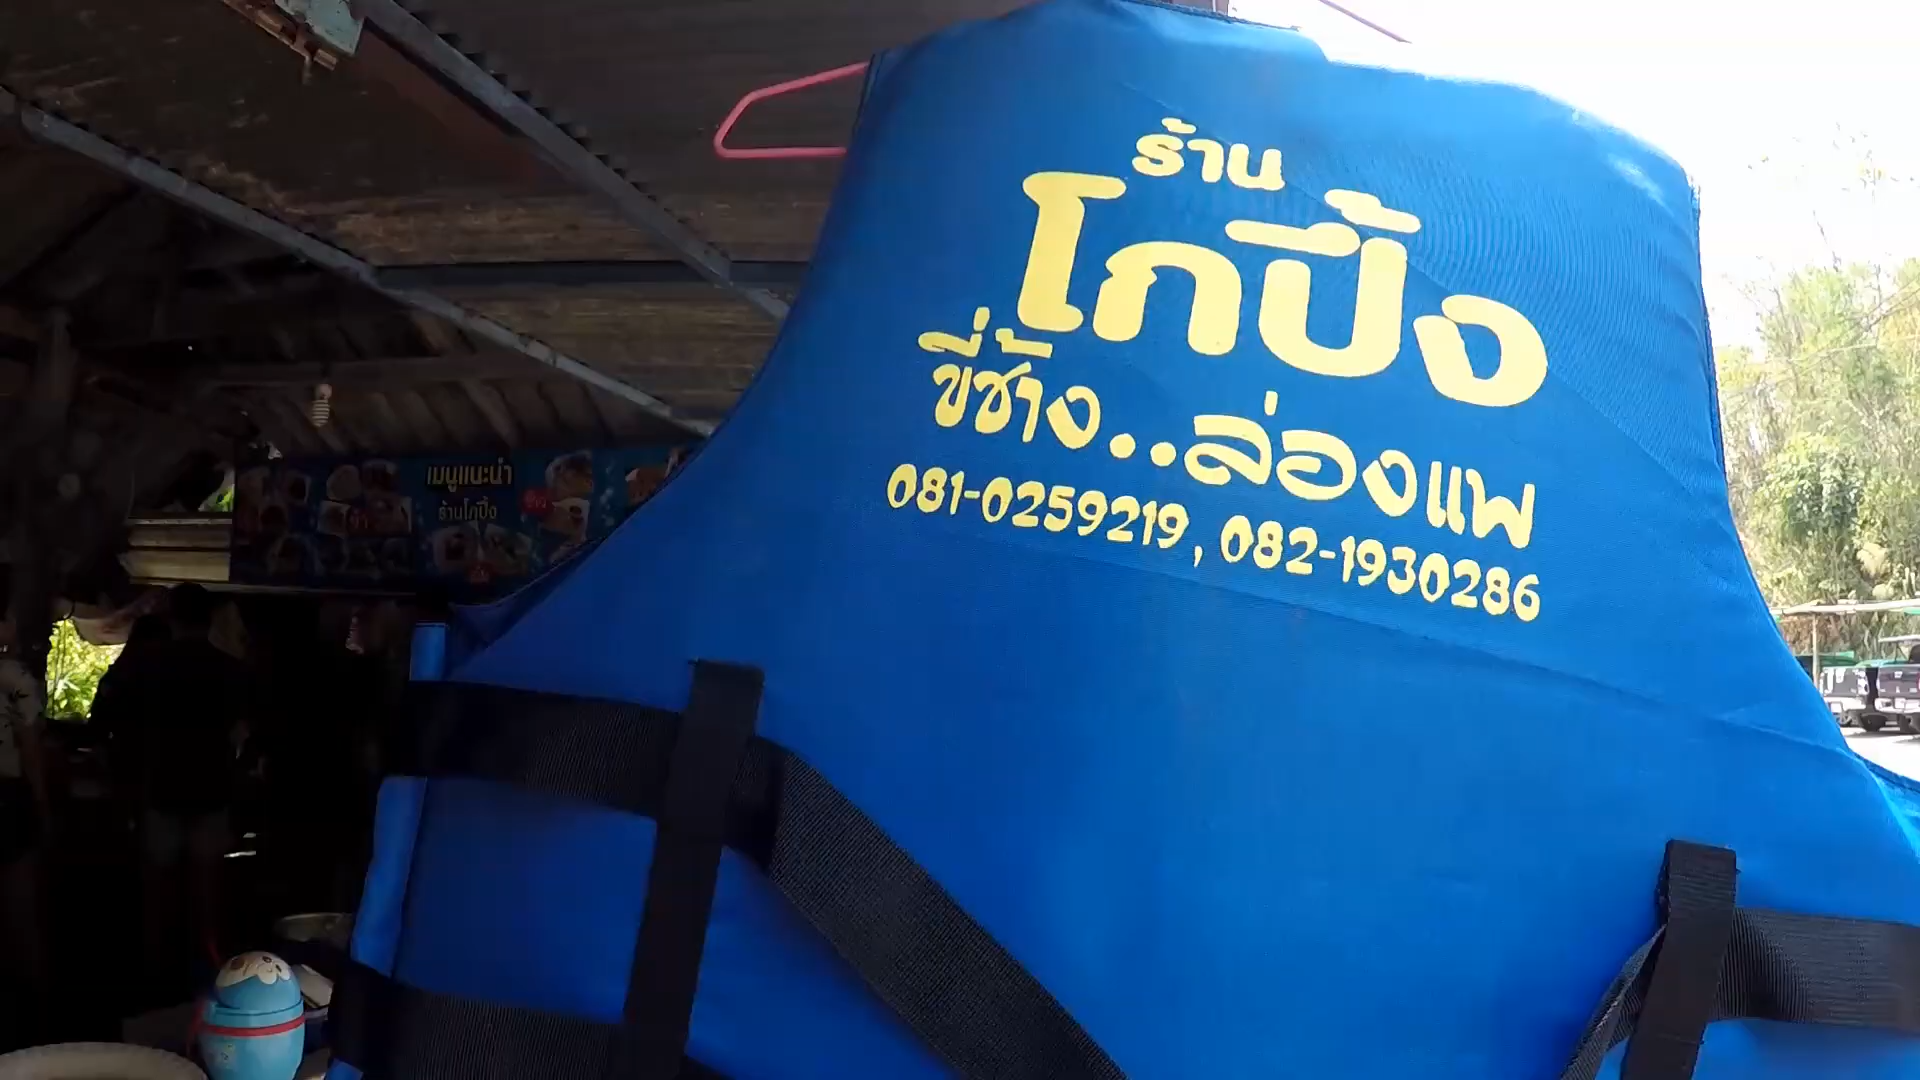 ร้าน
โกปิ้ง
ขี่ช้าง..ล่องแพ
081-0259219, 082-1930286
เมนูแนะนำ
ร้านโกปิ้ง